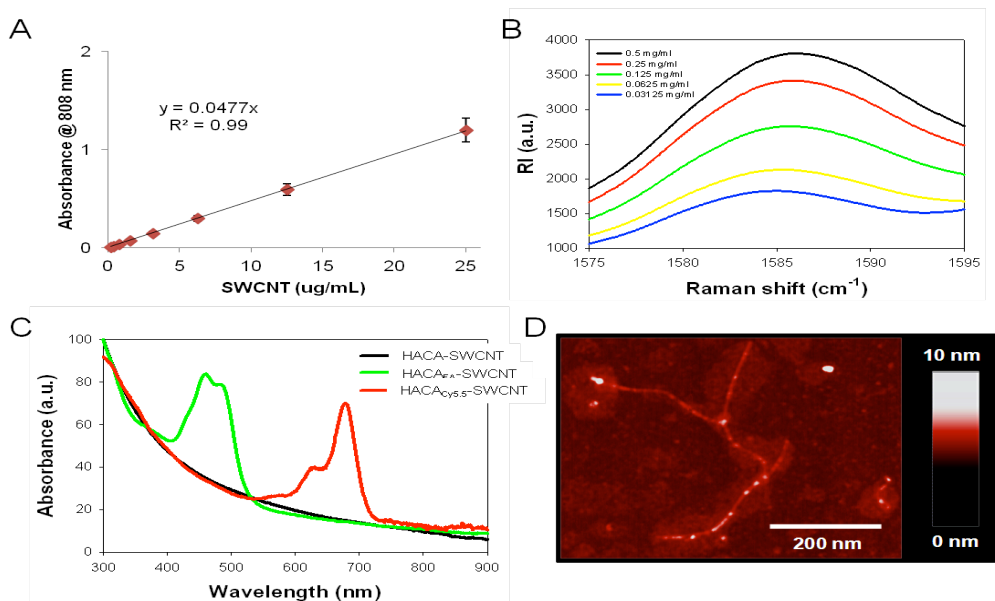 A
2
1
0
0
5
10
15
20
25
y = 0.0477x
R² = 0.99
Absorbance @ 808 nm
SWCNT (ug/mL)
B
4000
3500
3000
2500
2000
1500
1000
1575
1580
1585
1590
1595
0.5 mg/ml
0.25 mg/ml
0.125 mg/ml
0.0625 mg/ml
0.03125 mg/ml
RI (a.u.)
Raman shift (cm⁻¹)
C
100
80
60
40
20
0
300
400
500
600
700
800
900
HACA-SWCNT
HACA-SWCNT
HACACy5.5-SWCNT
Absorbance (a.u.)
Wavelength (nm)
D
200 nm
10 nm
0 nm